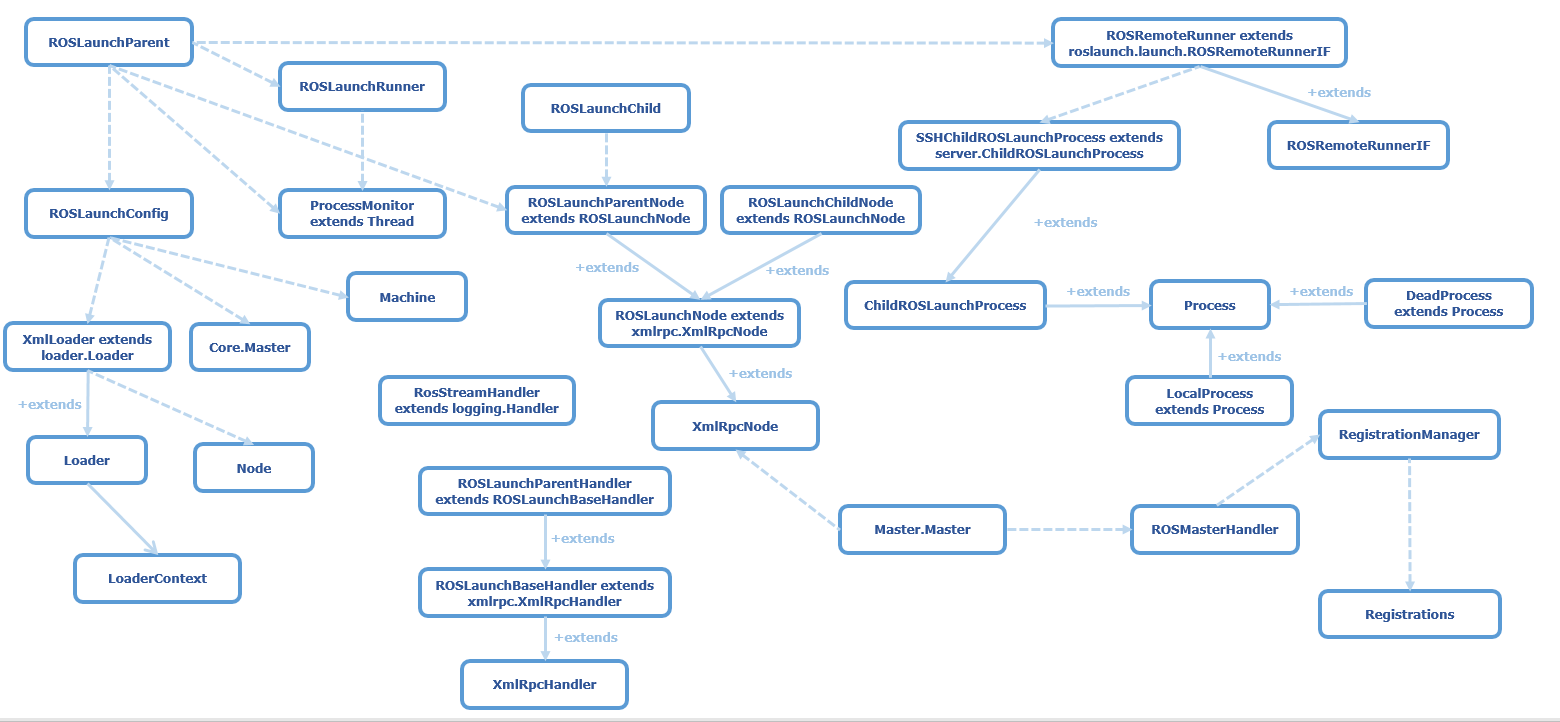 ROSLaunchParent
ROSRemoteRunner extends
roslaunch.launch.ROSRemoteRunnerIF
ROSLaunchRunner
ROSLaunchChild
+extends
SSHChildROSLaunchProcess extends
server.ChildROSLaunchProcess
ROSRemoteRunnerIF
ROSLaunchConfig
ProcessMonitor
extends Thread
ROSLaunchParentNode
extends ROSLaunchNode
ROSLaunchChildNode
extends ROSLaunchNode
+extends
+extends
+extends
Machine
ChildROSLaunchProcess
+extends
Process
+extends
DeadProcess
extends Process
XmlLoader extends
loader.Loader
Core.Master
ROSLaunchNode extends
xmlrpc.XmlRpcNode
+extends
+extends
+extends
RosStreamHandler
extends logging.Handler
LocalProcess
extends Process
XmlRpcNode
RegistrationManager
Loader
Node
ROSLaunchParentHandler
extends ROSLaunchBaseHandler
Master.Master
ROSMasterHandler
+extends
LoaderContext
ROSLaunchBaseHandler extends
xmlrpc.XmlRpcHandler
Registrations
+extends
XmlRpcHandler